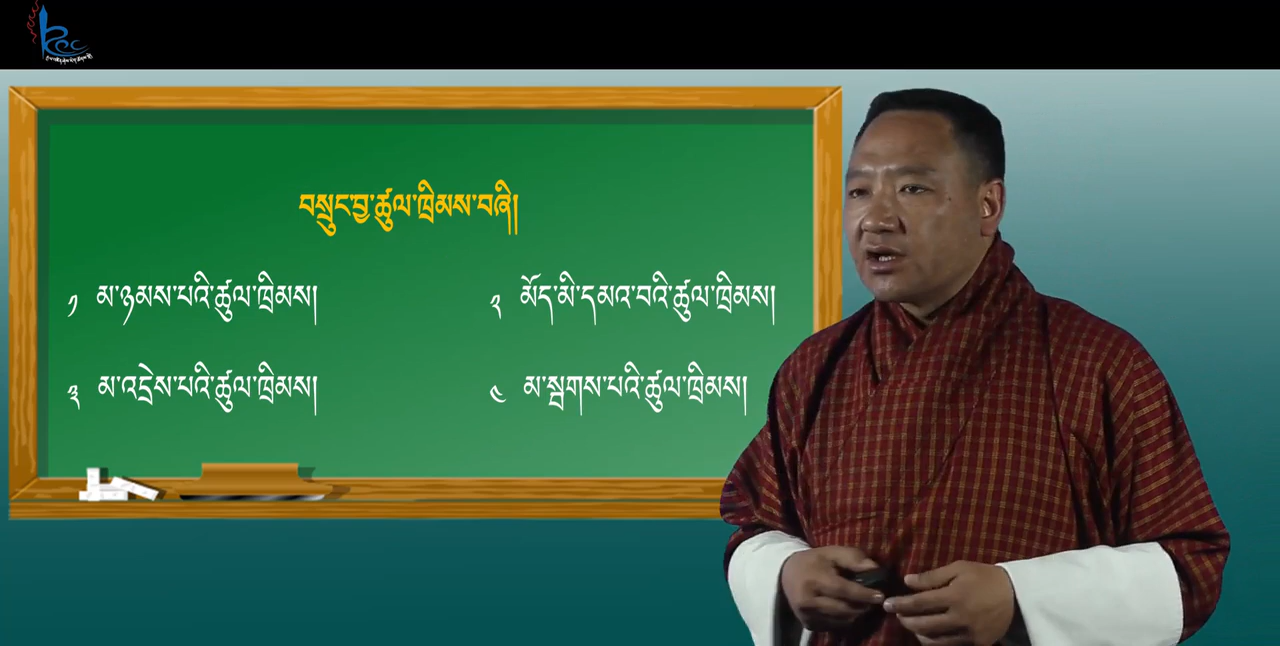 བསྲུང་བྱ་ཚུལ་ཁྲིམས་བཞི།
༡ མ་ཉམས་པའི་ཚུལ་ཁྲིམས།
༢ མོད་མི་དམའ་བའི་ཚུལ་ཁྲིམས།
༣ མ་འདྲེས་པའི་ཚུལ་ཁྲིམས།
༤ མ་སྦགས་པའི་ཚུལ་ཁྲིམས།